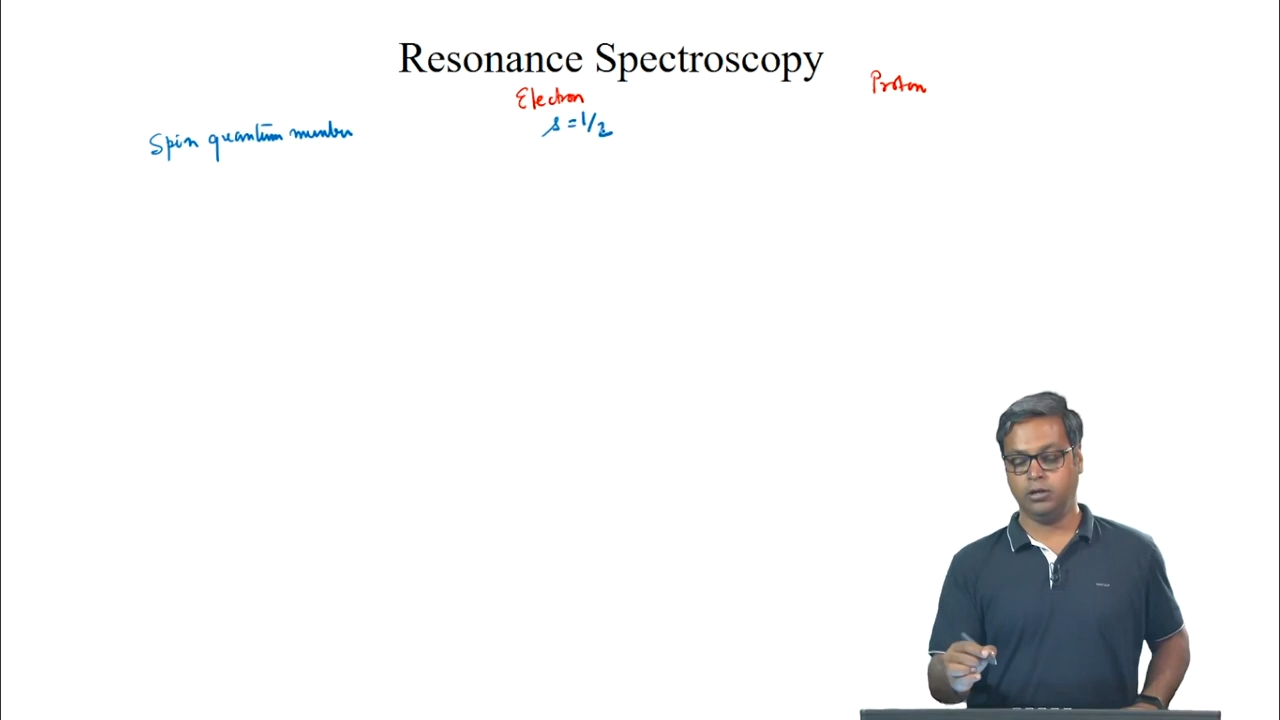 Resonance Spectroscopy
Electron Proton
Spin quantum number s = 1/2